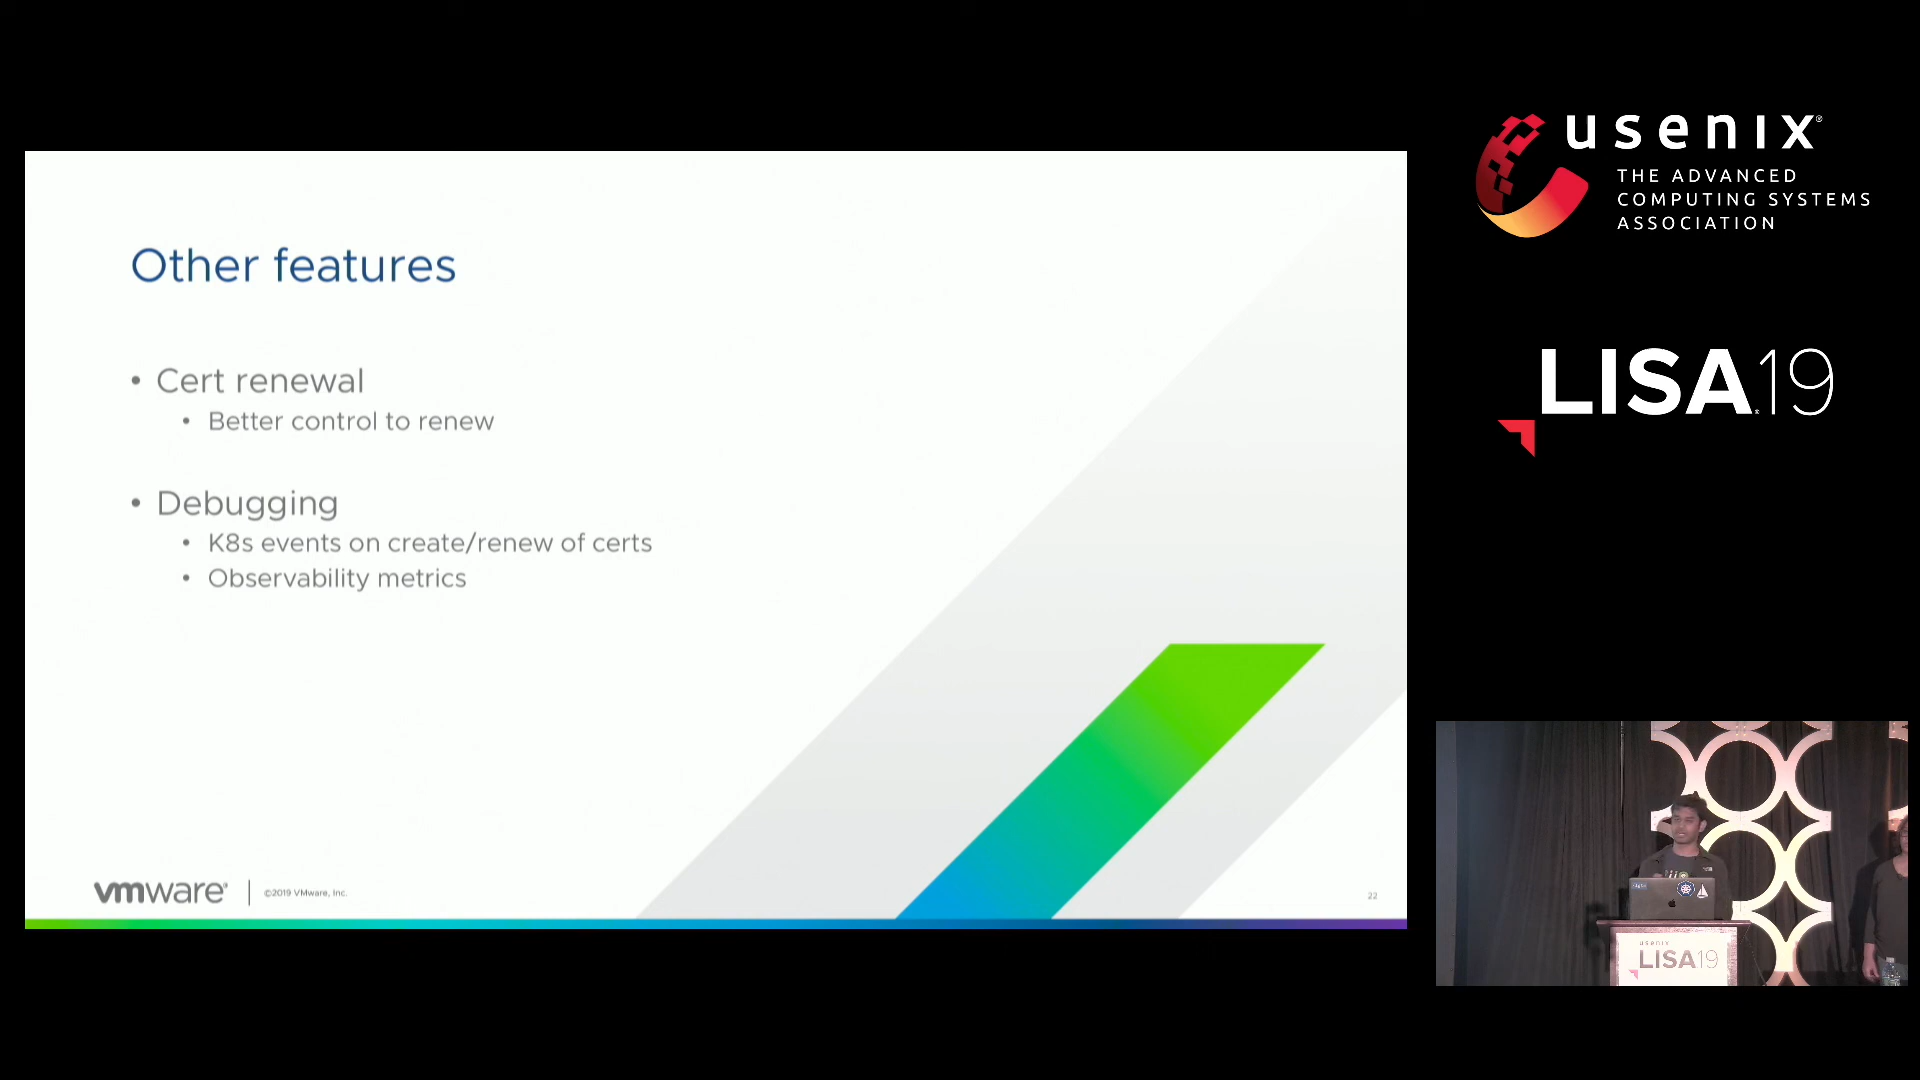 Other features
• Cert renewal
• Better control to renew
• Debugging
• K8s events on create/renew of certs
• Observability metrics
vmware®
©2019 VMware, Inc.
22
usenix®
THE ADVANCED
COMPUTING SYSTEMS
ASSOCIATION
LISA19
usenix
LISA19